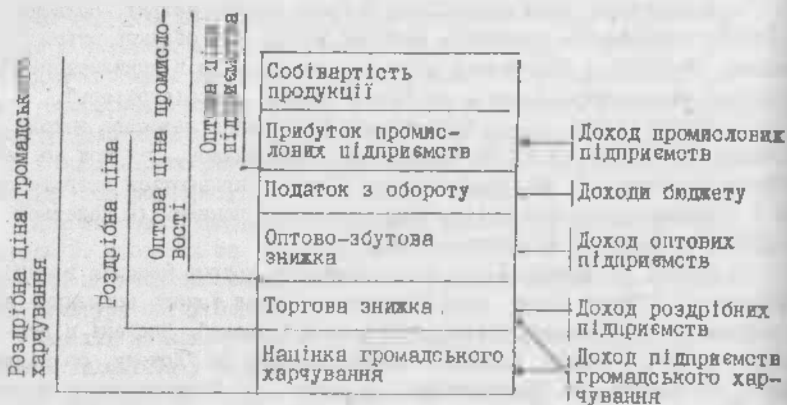 Роздрібна ціна громадського
харчування
Роздрібна ціна
Оптова ціна промисло-
вості
Оптова ціна
підприємства
Собівартість
продукції
Прибуток промис-
лових підприємств
Податок з обороту
Оптово-збутова
знижка
Торгова знижка
Націнка громадського
харчування
Доход промислових
підприємств
Доходи бюджету
Доход оптових
підприємств
Доход роздрібних
підприємств
Доход підприємств
громадського хар-
чування